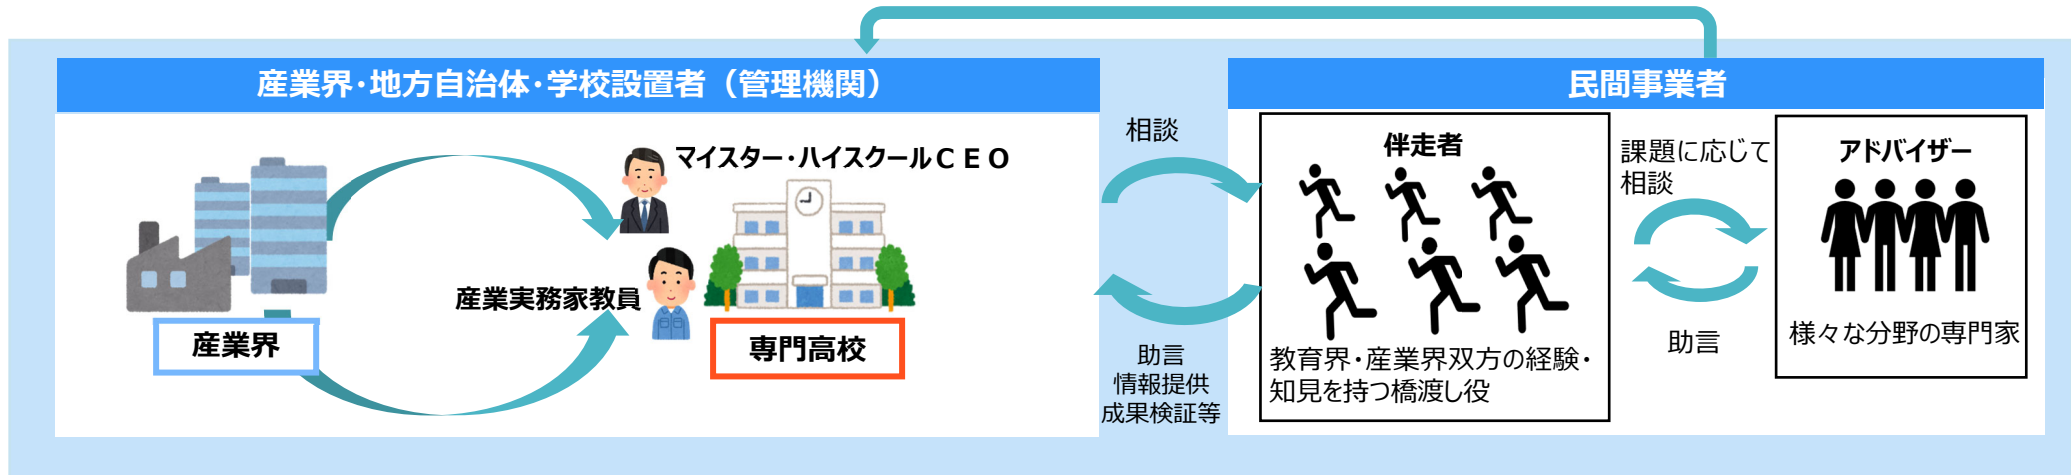 産業界･地方自治体･学校設置者（管理機関）
マイスター・ハイスクールＣＥＯ
産業実務家教員
産業界
専門高校
相談
助言
情報提供
成果検証等
民間事業者
伴走者
教育界・産業界双方の経験・
知見を持つ橋渡し役
課題に応じて
相談
助言
アドバイザー
様々な分野の専門家